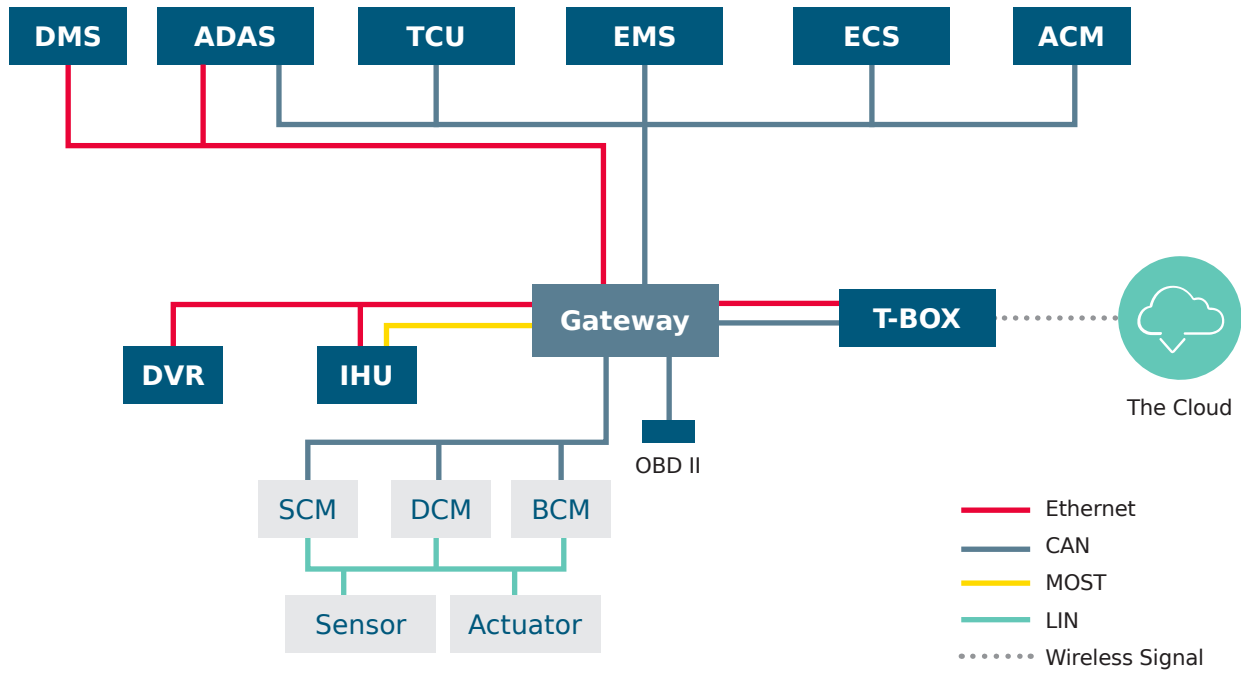 DMS
ADAS
TCU
EMS
ECS
ACM
Gateway
T-BOX
DVR
IHU
The Cloud
OBD II
SCM
DCM
BCM
Sensor
Actuator
Ethernet
CAN
MOST
LIN
Wireless Signal